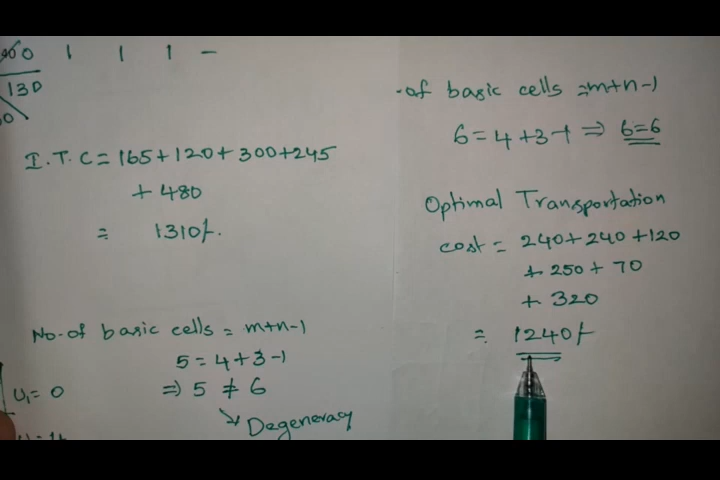 0 1 1 1 -
130
I.T.C = 165+120+300+245
+ 480
= 1310/-.
No. of basic cells = m+n-1
5 = 4+3-1
=> 5 ≠ 6
Degeneracy
U₁ = 0
-of basic cells = m+n-1
6 = 4+3-1 => 6=6
Optimal Transportation
cost = 240+240+120
+ 250+70
+ 320
= 1240/-